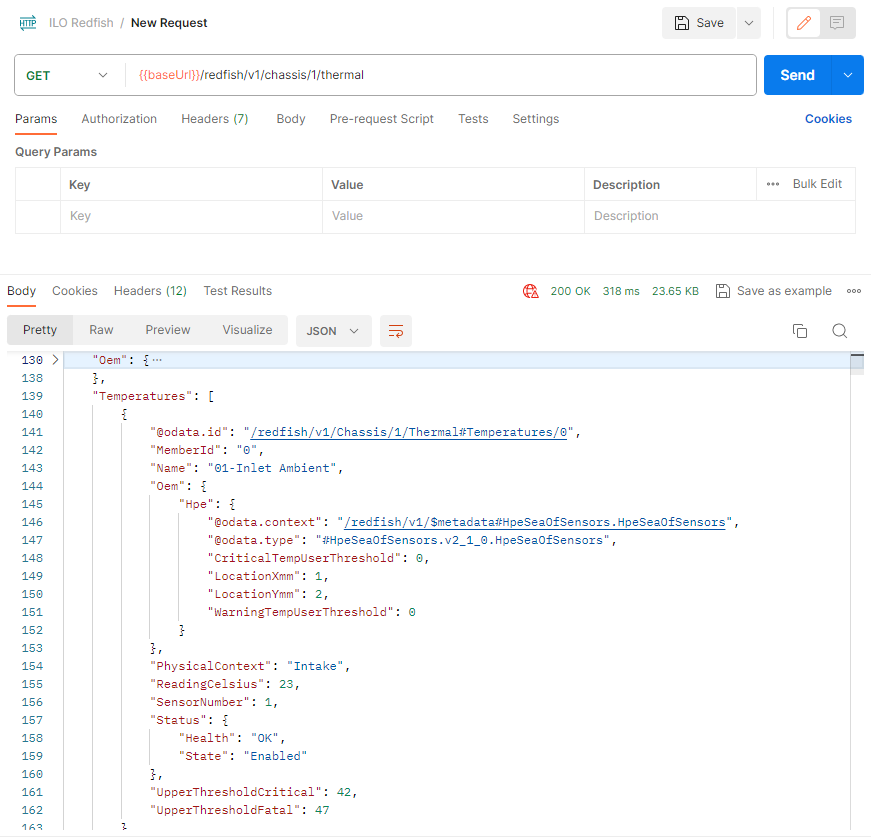 HTTP ILO Redfish / New Request Save
GET {{baseUrl}}/redfish/v1/chassis/1/thermal Send
Params Authorization Headers (7) Body Pre-request Script Tests Settings Cookies
Query Params
Key Value Description ••• Bulk Edit
Key Value Description
Body Cookies Headers (12) Test Results 200 OK 318 ms 23.65 KB Save as example •••
Pretty Raw Preview Visualize JSON
130 "Oem": { ···
138 },
139 "Temperatures": [
140 {
141 "@odata.id": "/redfish/v1/Chassis/1/Thermal#Temperatures/0",
142 "MemberId": "0",
143 "Name": "01-Inlet Ambient",
144 "Oem": {
145 "Hpe": {
146 "@odata.context": "/redfish/v1/$metadata#HpeSeaOfSensors.HpeSeaOfSensors",
147 "@odata.type": "#HpeSeaOfSensors.v2_1_0.HpeSeaOfSensors",
148 "CriticalTempUserThreshold": 0,
149 "LocationXmm": 1,
150 "LocationYmm": 2,
151 "WarningTempUserThreshold": 0
152 }
153 },
154 "PhysicalContext": "Intake",
155 "ReadingCelsius": 23,
156 "SensorNumber": 1,
157 "Status": {
158 "Health": "OK",
159 "State": "Enabled"
160 },
161 "UpperThresholdCritical": 42,
162 "UpperThresholdFatal": 47
163 }